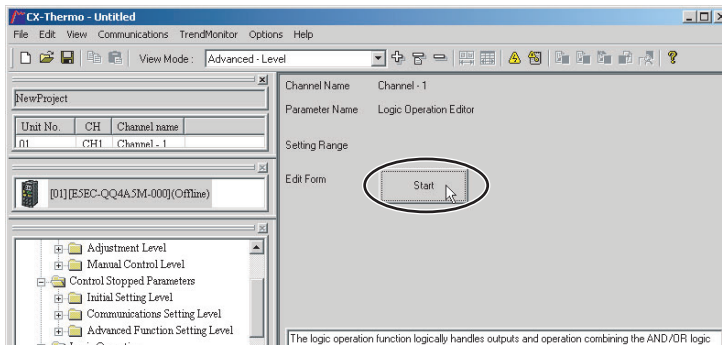 CX-Thermo - Untitled
File Edit View Communications TrendMonitor Options Help
View Mode : Advanced - Level
NewProject
Unit No. CH Channel name
01 CH1 Channel - 1
[01][E5EC-QQ4A5M-000](Offline)
Adjustment Level
Manual Control Level
Control Stopped Parameters
Initial Setting Level
Communications Setting Level
Advanced Function Setting Level
Channel Name Channel - 1
Parameter Name Logic Operation Editor
Setting Range
Edit Form Start
The logic operation function logically handles outputs and operation combining the AND/OR logic